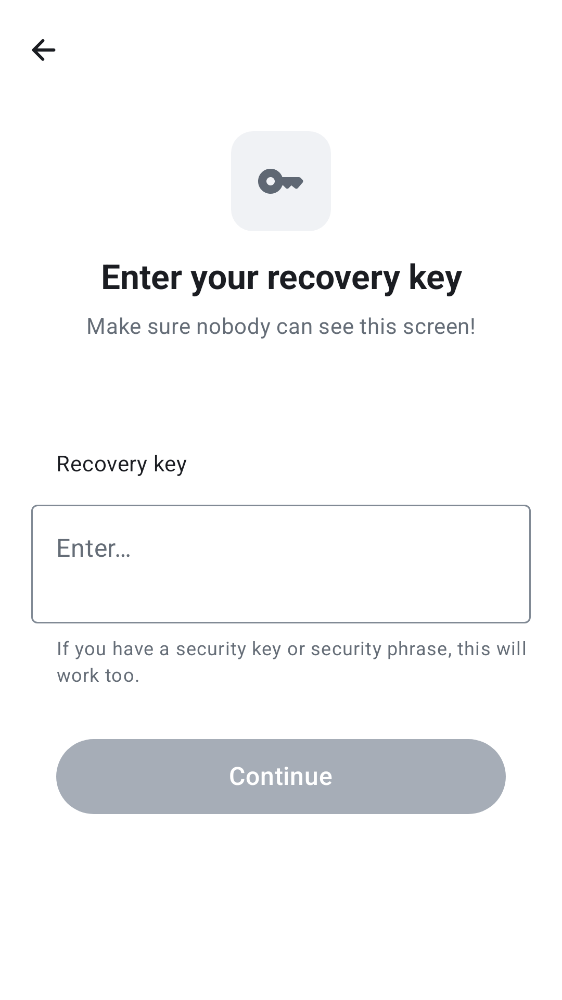 Enter your recovery key
Make sure nobody can see this screen!
Recovery key
Enter...
If you have a security key or security phrase, this will
work too.
Continue